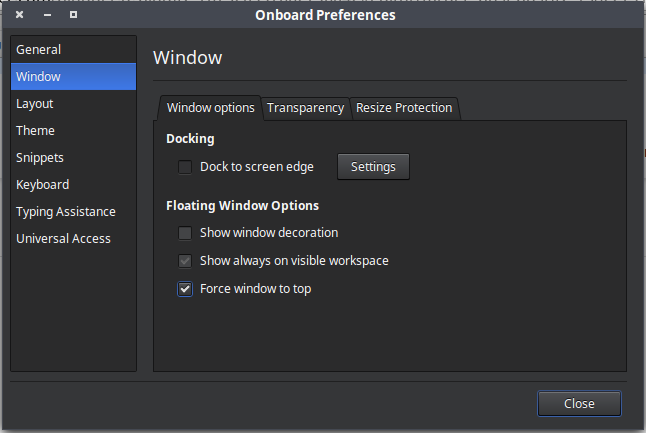 Onboard Preferences
General
Window
Layout
Theme
Snippets
Keyboard
Typing Assistance
Universal Access
Window
Window options Transparency Resize Protection
Docking
Dock to screen edge Settings
Floating Window Options
Show window decoration
Show always on visible workspace
Force window to top
Close